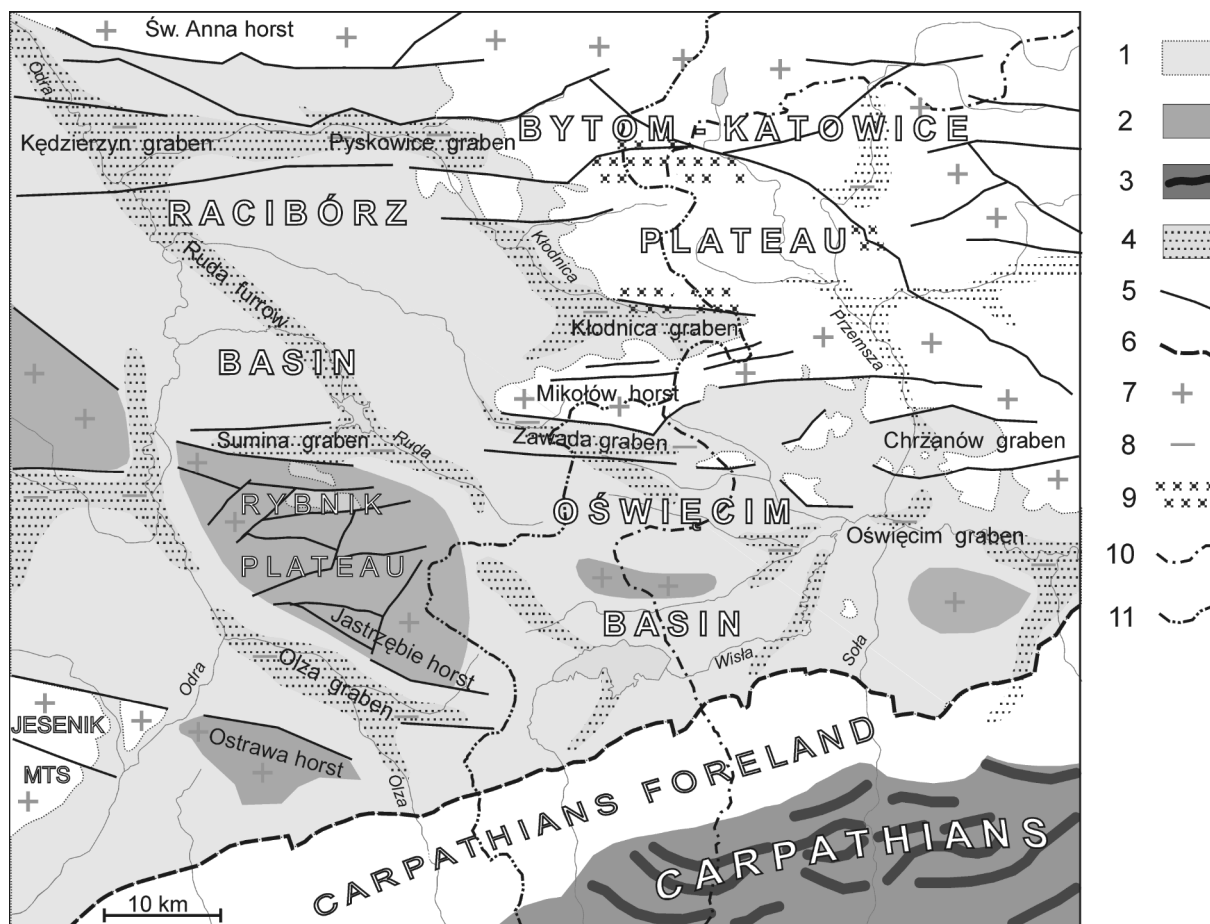 Św. Anna horst
Odra
Kędzierzyn graben
Pyskowice graben
BYTOM - KATOWICE
RACIBÓRZ
PLATEAU
Kłodnica
Ruda furrow
Kłodnica graben
Przemsza
BASIN
Mikołów horst
Sumina graben
Ruda
Zawada graben
Chrzanów graben
RYBNIK
OŚWIĘCIM
Oświęcim graben
PLATEAU
BASIN
Jastrzębie horst
Wisła
Soła
Olza graben
Odra
JESENIK
MTS
Ostrawa horst
Olza
CARPATHIANS FORELAND
CARPATHIANS
10 km
1
2
3
4
5
6
7
8
9
10
11